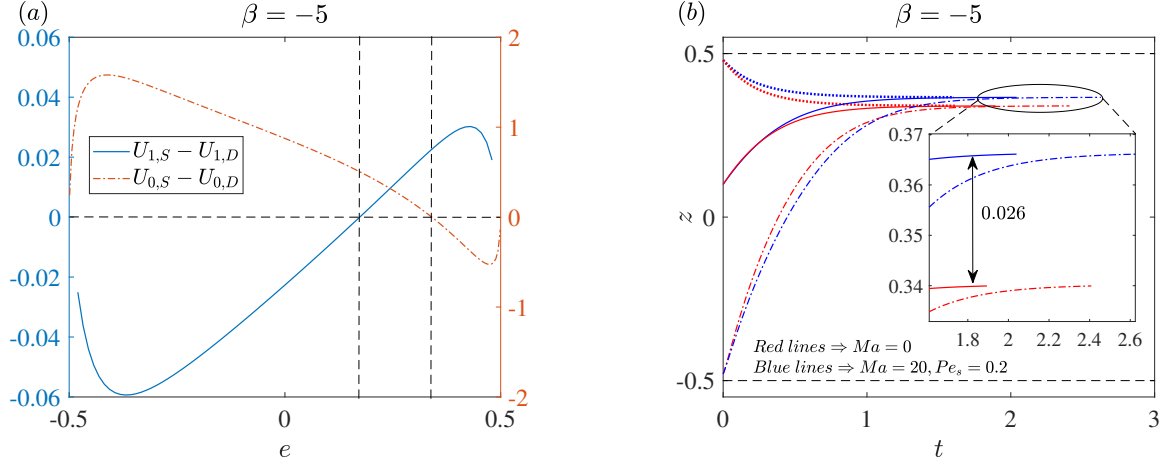 (a)
β = −5
0.06
0.04
0.02
0
-0.02
-0.04
-0.06
2
1
0
-1
-2
U1,S − U1,D
U0,S − U0,D
-0.5
0
0.5
e
(b)
β = −5
0.5
0
-0.5
z
0.37
0.36
0.35
0.34
0.026
1.8
2
2.2
2.4
2.6
Red lines ⇒ Ma = 0
Blue lines ⇒ Ma = 20, Pes = 0.2
0
1
2
3
t